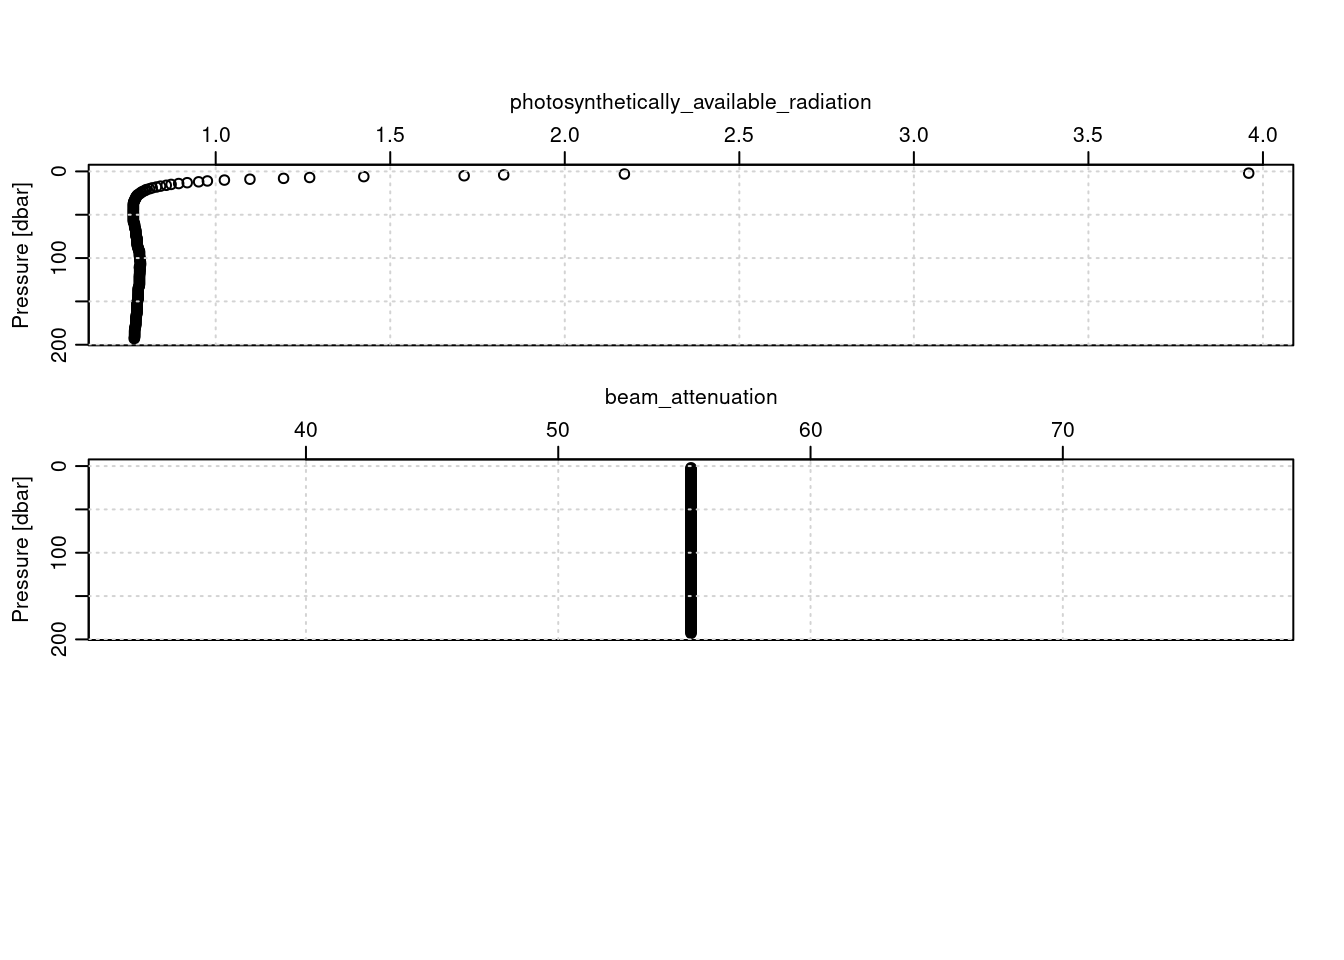 photosynthetically_available_radiation
1.0 1.5 2.0 2.5 3.0 3.5 4.0
Pressure [dbar]
0
100
200
beam_attenuation
40 50 60 70
Pressure [dbar]
0
100
200